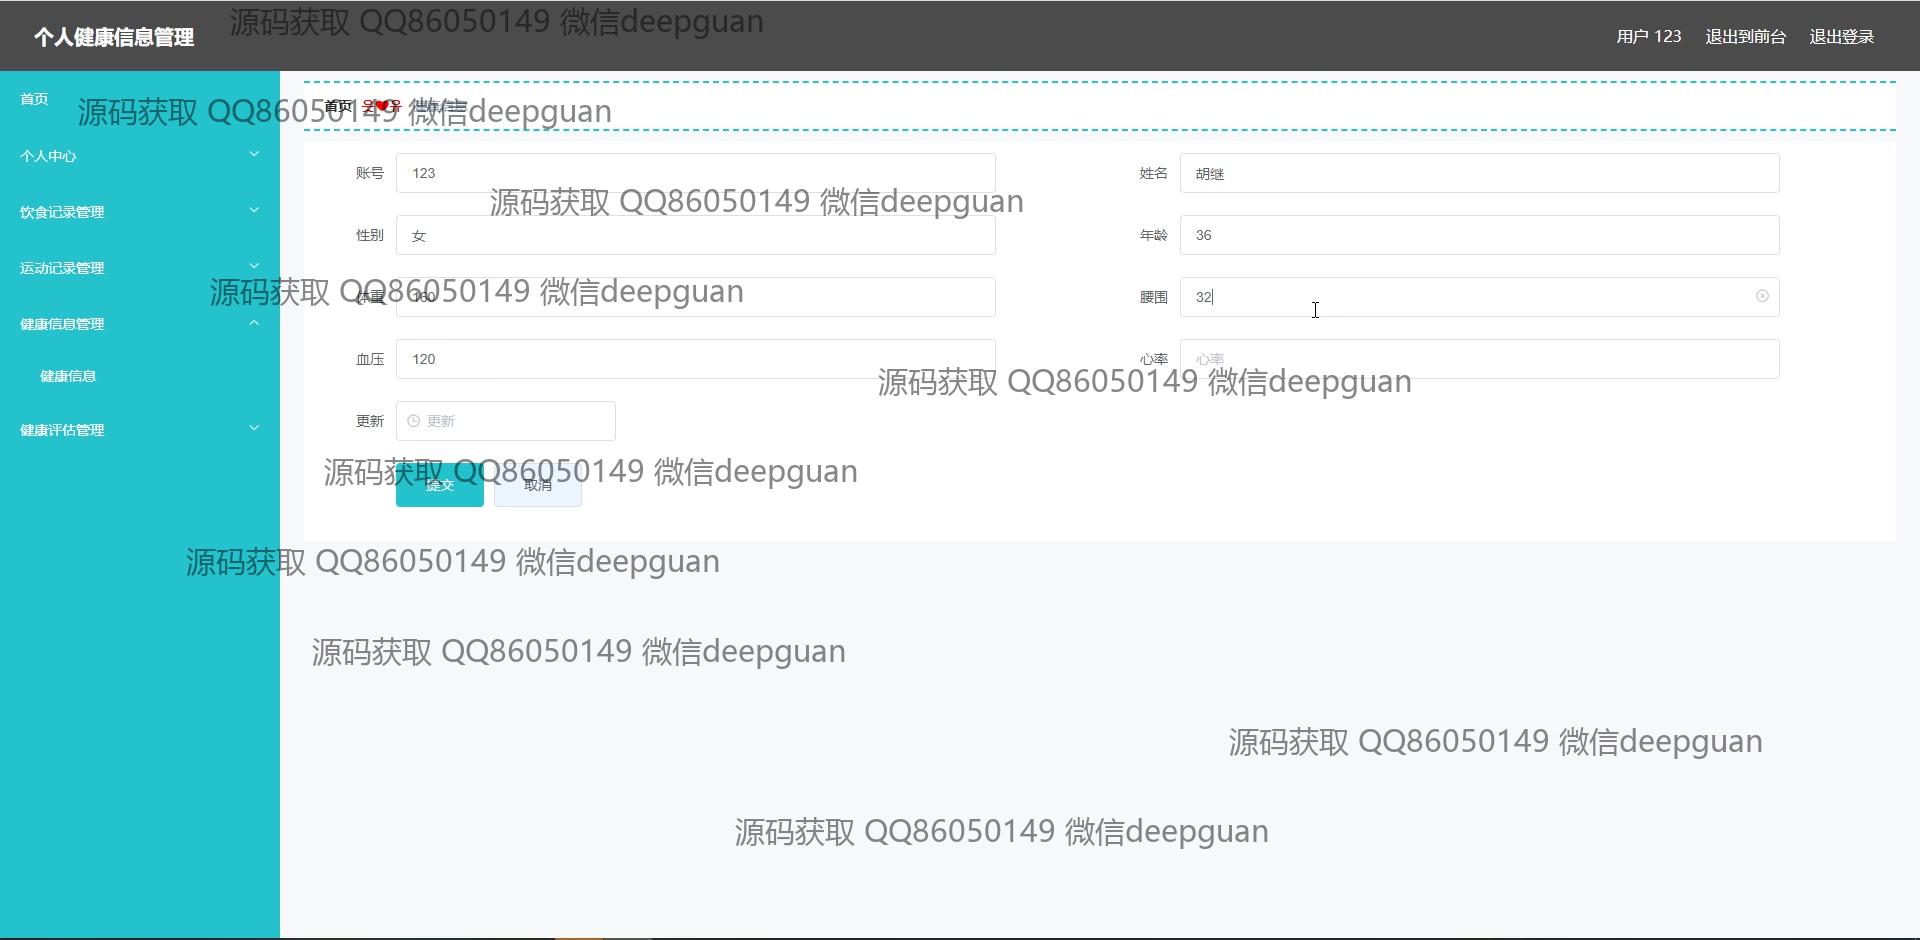 个人健康信息管理
源码获取 QQ86050149 微信deepguan
用户 123 退出到前台 退出登录
首页
源码获取 QQ86050149 微信deepguan
首页 健康信息
个人中心
账号 123
姓名 胡继
源码获取 QQ86050149 微信deepguan
饮食记录管理
性别 女
年龄 36
运动记录管理
源码获取 QQ86050149 微信deepguan
体重 160
腰围 32
健康信息管理
血压 120
心率 心率
健康信息
源码获取 QQ86050149 微信deepguan
更新 更新
健康评估管理
源码获取 QQ86050149 微信deepguan
提交 取消
源码获取 QQ86050149 微信deepguan
源码获取 QQ86050149 微信deepguan
源码获取 QQ86050149 微信deepguan
源码获取 QQ86050149 微信deepguan